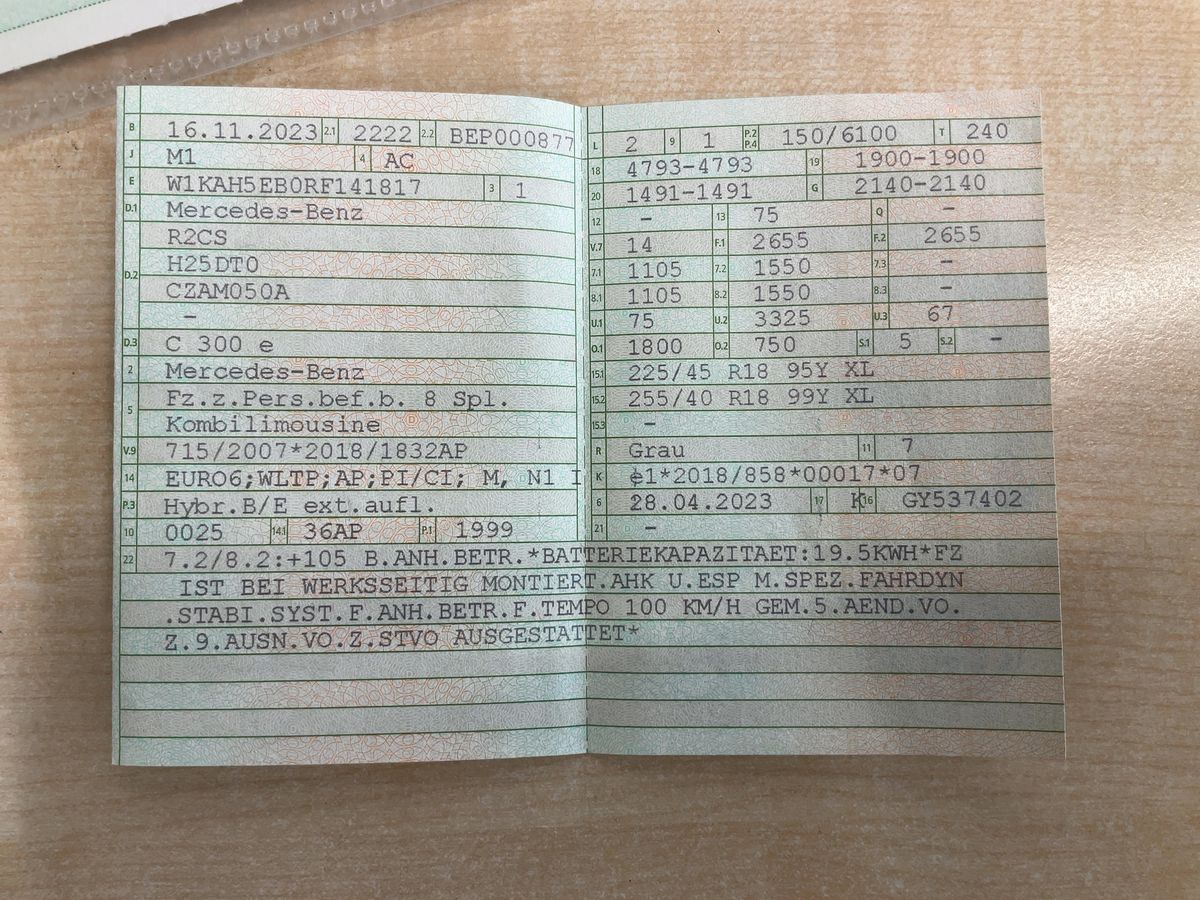 B 16.11.2023 2.1 2222 2.2 BEP000877
J M1 4 AC
E W1KAH5EB0RF141817 3 1
D.1 Mercedes-Benz
R2CS
D.2 H25DT0
CZAM050A
-
D.3 C 300 e
2 Mercedes-Benz
5 Fz.z.Pers.bef.b. 8 Spl.
Kombilimousine
V.9 715/2007*2018/1832AP
14 EURO6;WLTP;AP;PI/CI; M, N1 I
P.3 Hybr.B/E ext.aufl.
10 0025 14.1 36AP P.1 1999
L 2 9 1 P.2 P.4 150/6100 T 240
18 4793-4793 19 1900-1900
20 1491-1491 G 2140-2140
12 - 13 75 Q -
V.7 14 F.1 2655 F.2 2655
7.1 1105 7.2 1550 7.3 -
8.1 1105 8.2 1550 8.3 -
U.1 75 U.2 3325 U.3 67
O.1 1800 O.2 750 S.1 5 S.2 -
15.1 225/45 R18 95Y XL
15.2 255/40 R18 99Y XL
15.3 -
R Grau 11 7
K e1*2018/858*00017*07
6 28.04.2023 17 K 16 GY537402
21 -
22 7.2/8.2:+105 B.ANH.BETR.*BATTERIEKAPAZITAET:19.5KWH*FZ
IST BEI WERKSSEITIG MONTIERT.AHK U.ESP M.SPEZ.FAHRDYN
.STABI.SYST.F.ANH.BETR.F.TEMPO 100 KM/H GEM.5.AEND.VO.
Z.9.AUSN.VO.Z.STVO AUSGESTATTET*